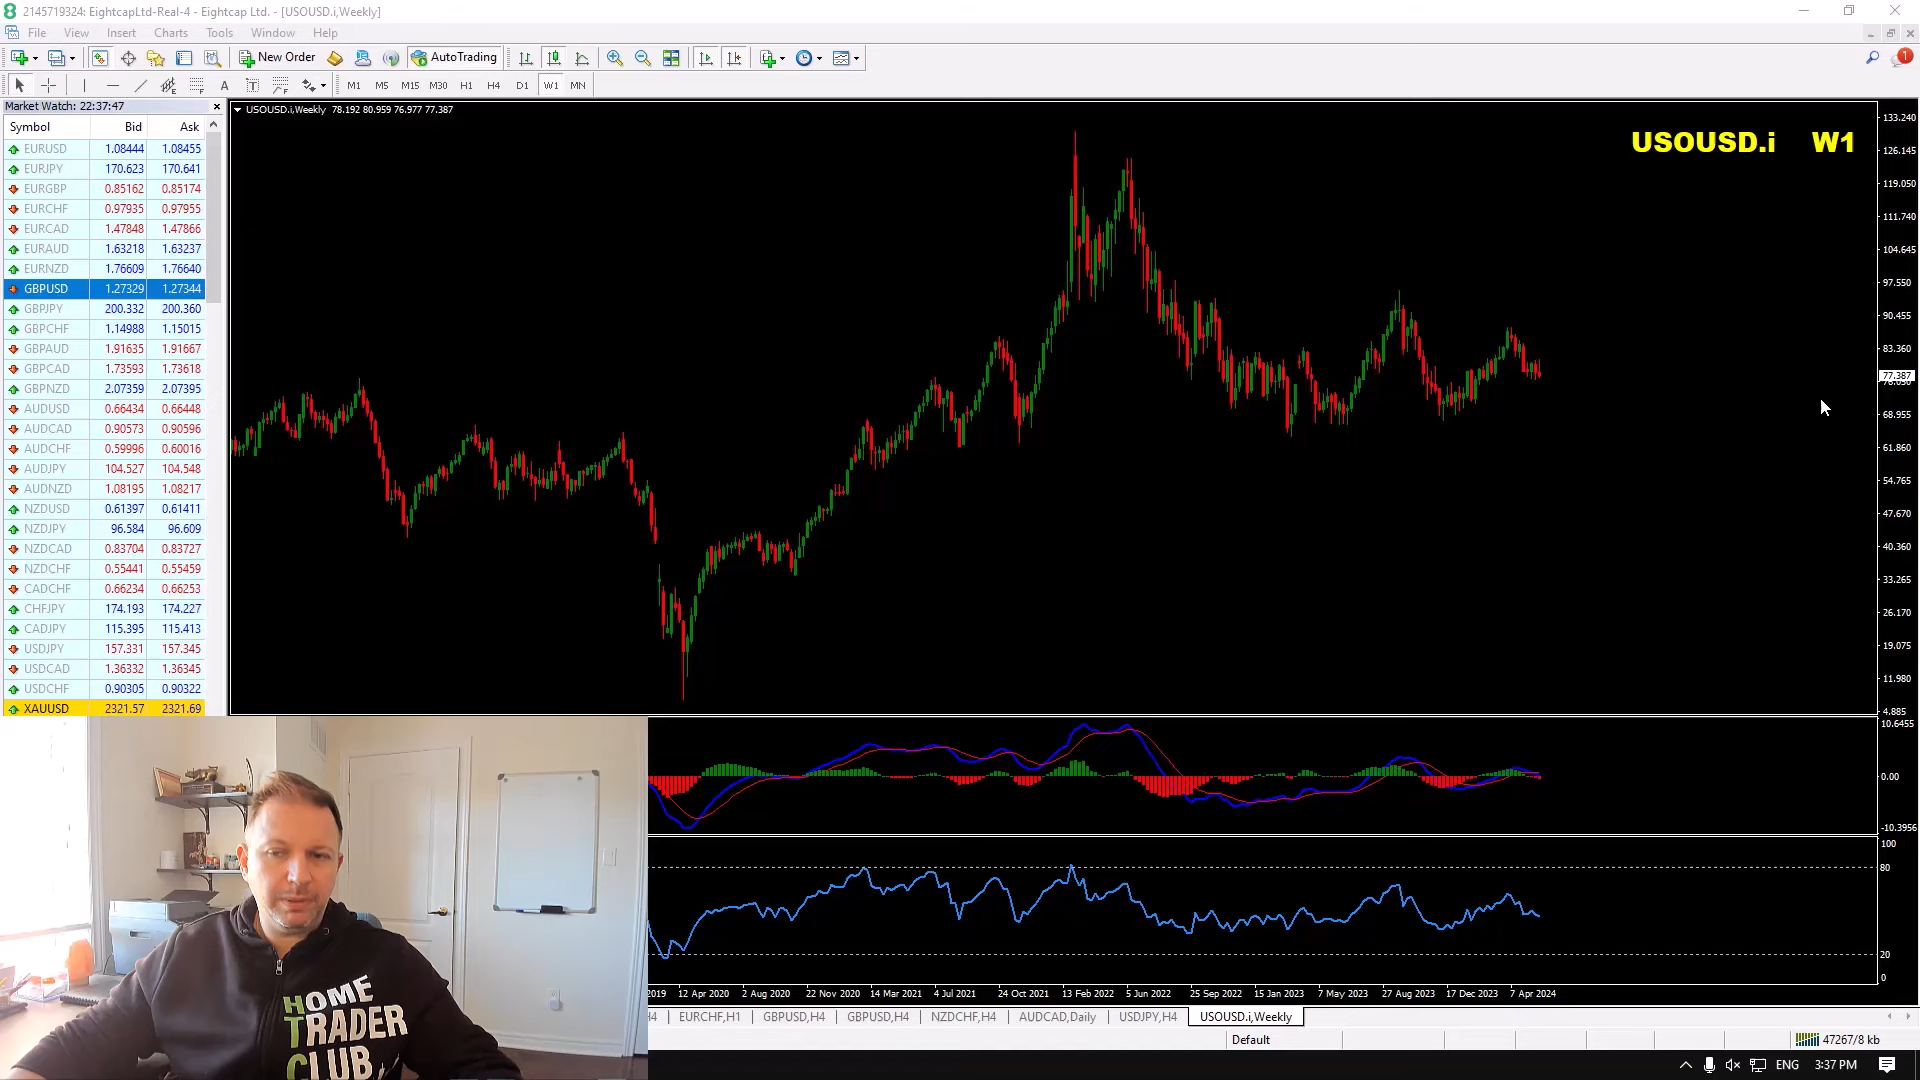 2145719324: EightcapLtd-Real-4 - Eightcap Ltd. - [USOUSD.i,Weekly]
File View Insert Charts Tools Window Help
New Order AutoTrading 1
A T M1 M5 M15 M30 H1 H4 D1 W1 MN
Market Watch: 22:37:47
Symbol Bid Ask
EURUSD 1.08444 1.08455
EURJPY 170.623 170.641
EURGBP 0.85162 0.85174
EURCHF 0.97935 0.97955
EURCAD 1.47848 1.47866
EURAUD 1.63218 1.63237
EURNZD 1.76609 1.76640
GBPUSD 1.27329 1.27344
GBPJPY 200.332 200.360
GBPCHF 1.14988 1.15015
GBPAUD 1.91635 1.91667
GBPCAD 1.73593 1.73618
GBPNZD 2.07359 2.07395
AUDUSD 0.66434 0.66448
AUDCAD 0.90573 0.90596
AUDCHF 0.59996 0.60016
AUDJPY 104.527 104.548
AUDNZD 1.08195 1.08217
NZDUSD 0.61397 0.61411
NZDJPY 96.584 96.609
NZDCAD 0.83704 0.83727
NZDCHF 0.55441 0.55459
CADCHF 0.66234 0.66253
CHFJPY 174.193 174.227
CADJPY 115.395 115.413
USDJPY 157.331 157.345
USDCAD 1.36332 1.36345
USDCHF 0.90305 0.90322
XAUUSD 2321.57 2321.69
USOUSD.i,Weekly 78.192 80.959 76.977 77.387
USOUSD.i W1
133.240
126.145
119.050
111.740
104.645
97.550
90.455
83.360
77.387
68.955
61.860
54.765
47.670
40.360
33.265
26.170
19.075
11.980
4.885
10.6455
0.00
-10.3956
100
80
20
0
2019 12 Apr 2020 2 Aug 2020 22 Nov 2020 14 Mar 2021 4 Jul 2021 24 Oct 2021 13 Feb 2022 5 Jun 2022 25 Sep 2022 15 Jan 2023 7 May 2023 27 Aug 2023 17 Dec 2023 7 Apr 2024
H4 EURCHF,H1 GBPUSD,H4 GBPUSD,H4 NZDCHF,H4 AUDCAD,Daily USDJPY,H4 USOUSD.i,Weekly
Default 47267/8 kb
ENG 3:37 PM
HOME
TRADER
CLUB